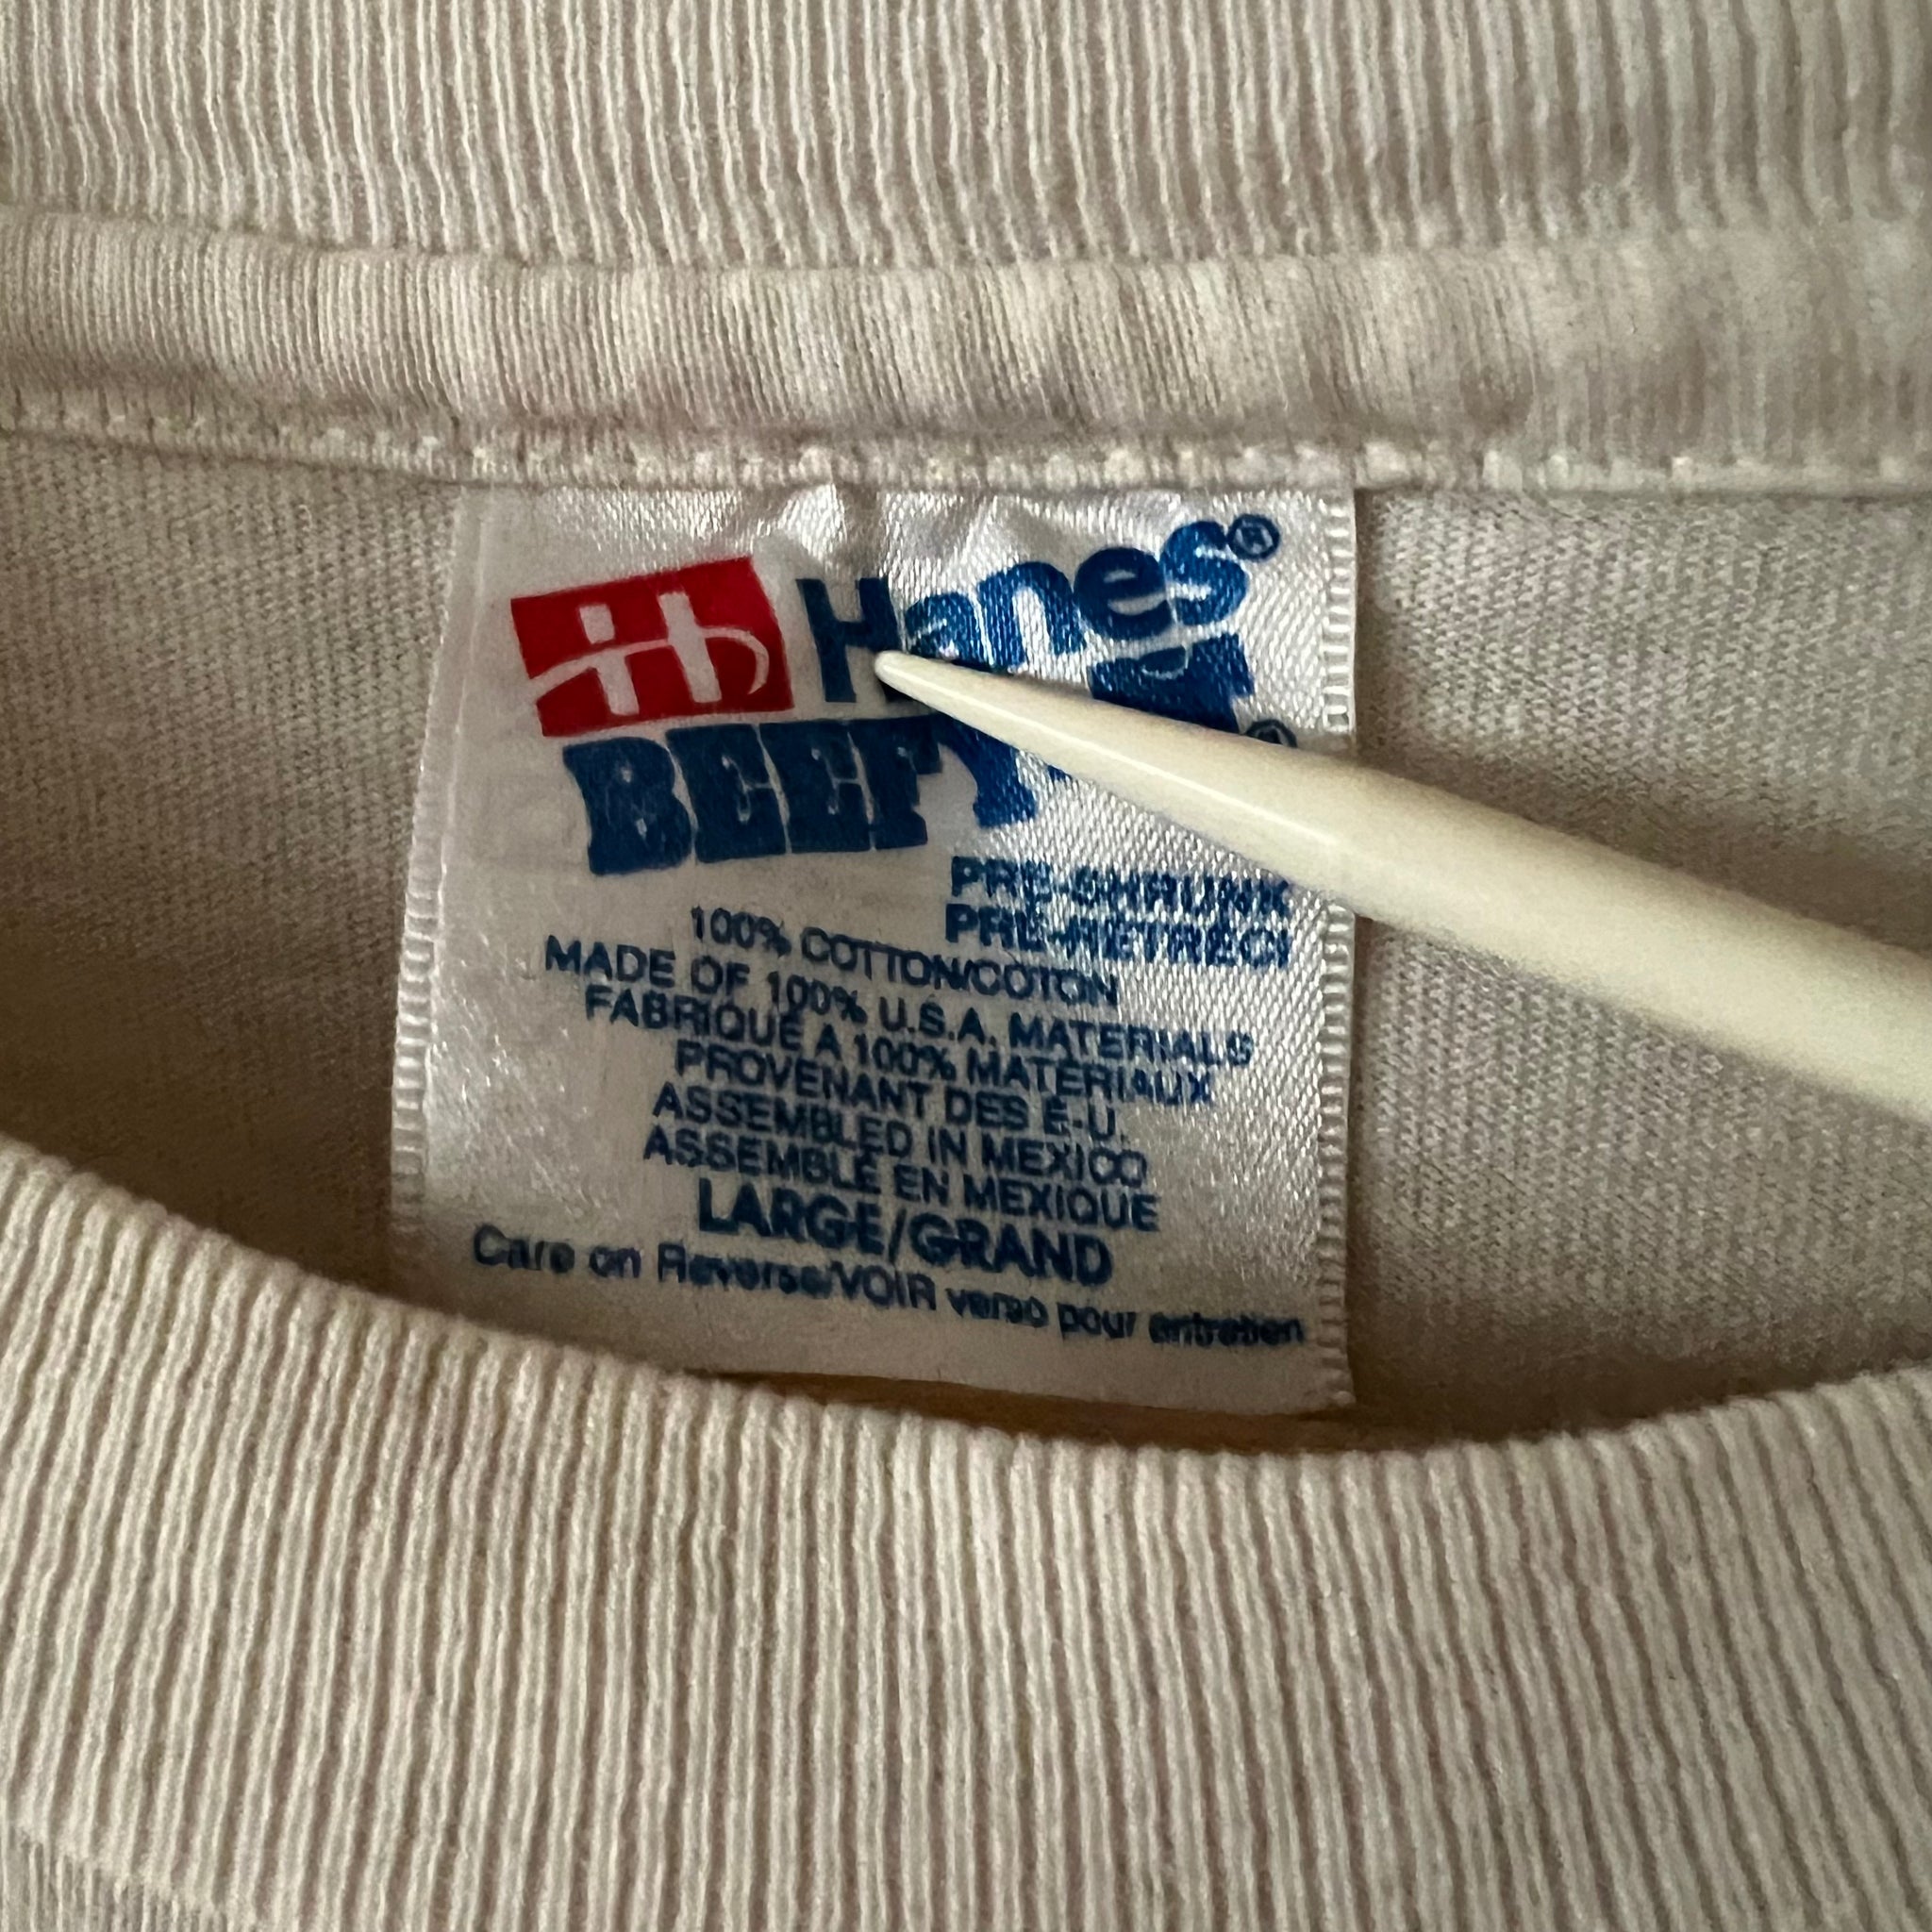 Hanes®
BEEFY-T®
PRE-SHRUNK
PRÉ-RÉTRÉCI
100% COTTON/COTON
MADE OF 100% U.S.A. MATERIALS
FABRIQUÉ A 100% MATÉRIAUX
PROVENANT DES É-U.
ASSEMBLED IN MEXICO
ASSEMBLÉ EN MEXIQUE
LARGE/GRAND
Care on Reverse/VOIR verso pour entretien